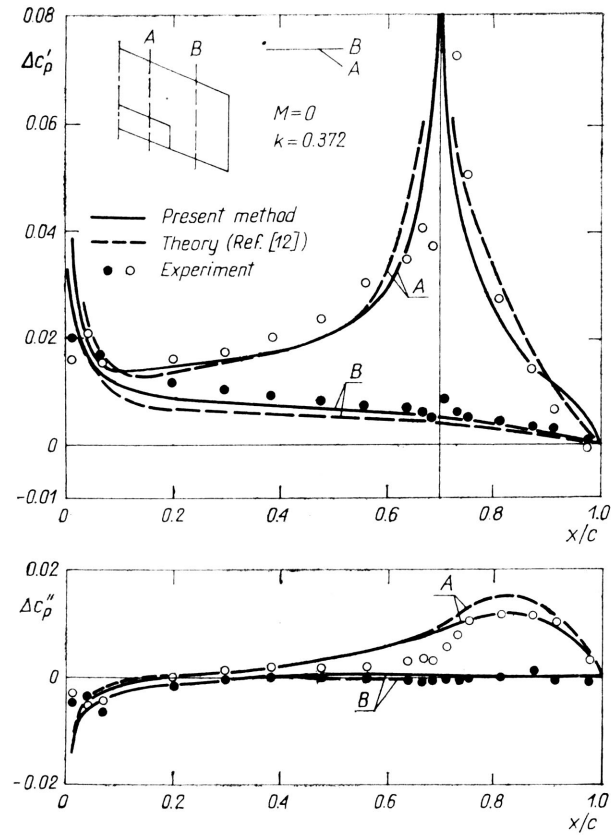 0.08
Δc′p
0.06
0.04
0.02
0
-0.01
A
B
B
A
M=0
k=0.372
Present method
Theory (Ref. [12])
Experiment
A
B
0
0.2
0.4
0.6
0.8
1.0
x/c
0.02
Δc″p
0
-0.02
A
B
0
0.2
0.4
0.6
0.8
1.0
x/c